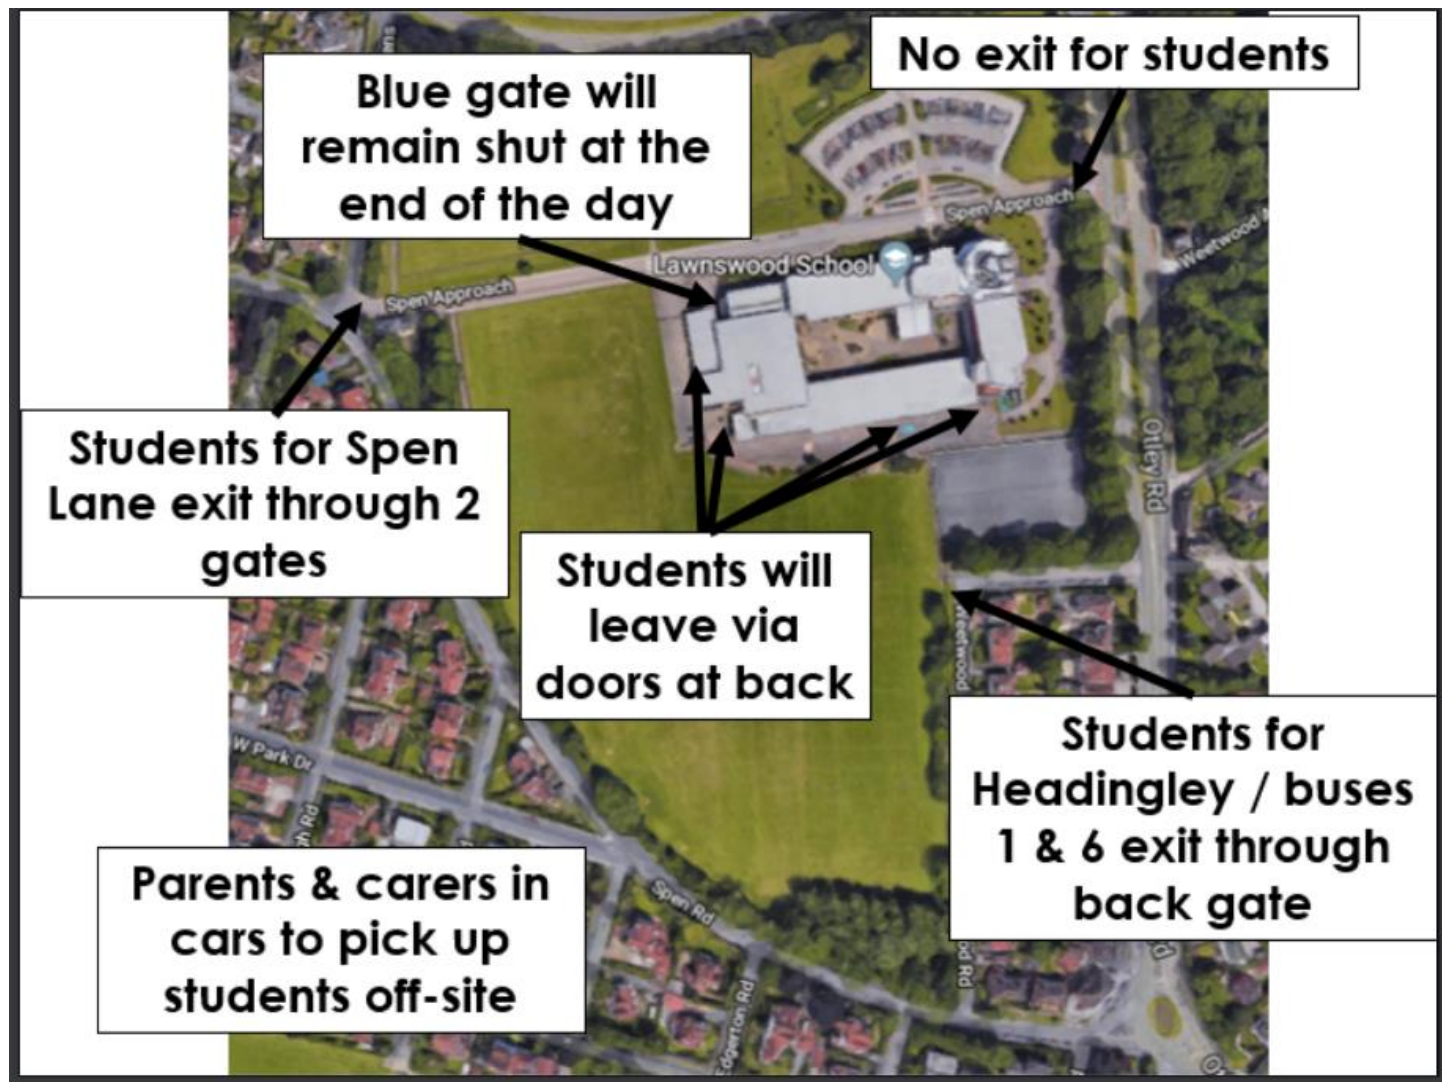 No exit for students
Blue gate will
remain shut at the
end of the day
Spen Approach
Weetwood
Lawnswood School
Spen Approach
Students for Spen
Lane exit through 2
gates
Otley Rd
Students will
leave via
doors at back
Students for
Headingley / buses
1 & 6 exit through
back gate
W Park Dr
Parents & carers in
cars to pick up
students off-site
Spen Rd
Edgerton Rd